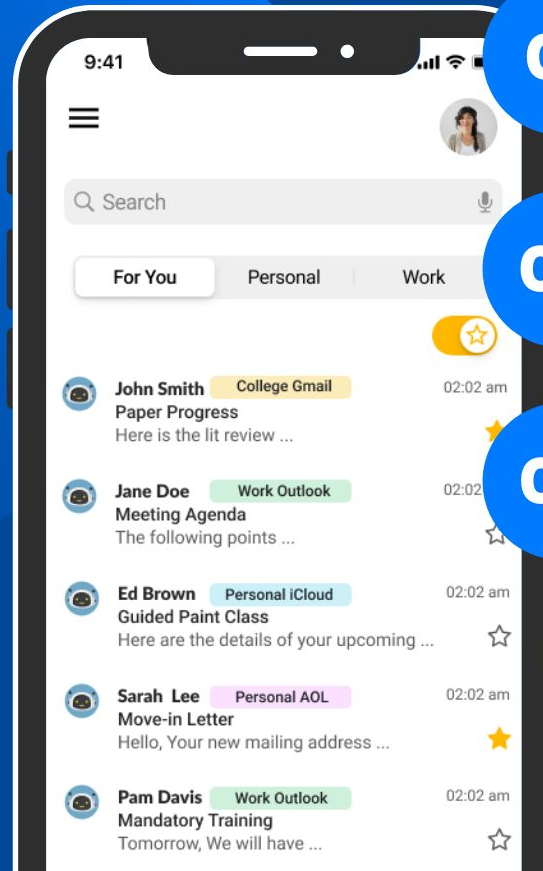 9:41
Search
For You Personal Work
John Smith College Gmail 02:02 am
Paper Progress
Here is the lit review ...
Jane Doe Work Outlook 02:02
Meeting Agenda
The following points ...
Ed Brown Personal iCloud 02:02 am
Guided Paint Class
Here are the details of your upcoming ...
Sarah Lee Personal AOL 02:02 am
Move-in Letter
Hello, Your new mailing address ...
Pam Davis Work Outlook 02:02 am
Mandatory Training
Tomorrow, We will have ...